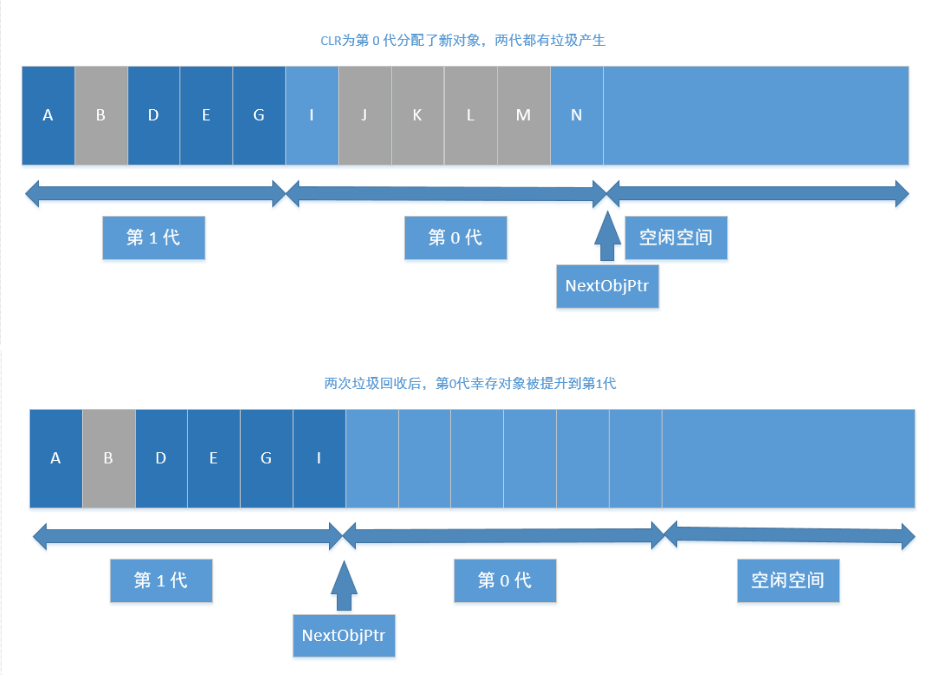 CLR为第 0 代分配了新对象，两代都有垃圾产生
A B D E G I J K L M N
第 1 代 第 0 代 空闲空间
NextObjPtr
两次垃圾回收后，第0代幸存对象被提升到第1代
A B D E G I
第 1 代 第 0 代 空闲空间
NextObjPtr